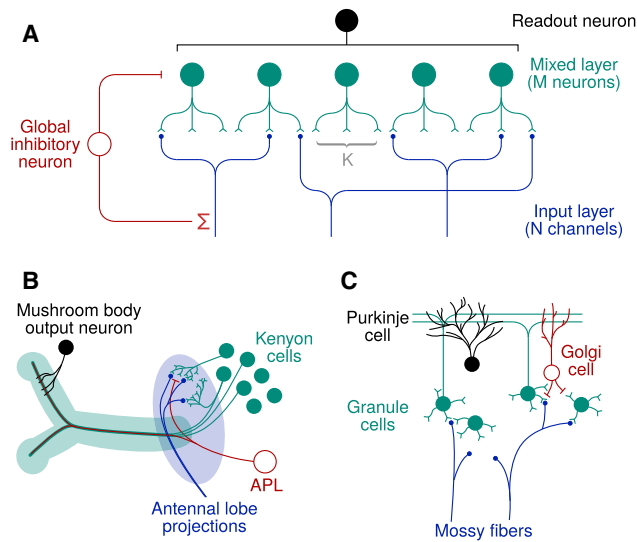 A
Readout neuron
Mixed layer
(M neurons)
Global
inhibitory
neuron
K
Σ
Input layer
(N channels)
B
Mushroom body
output neuron
Kenyon
cells
APL
Antennal lobe
projections
C
Purkinje
cell
Golgi
cell
Granule
cells
Mossy fibers